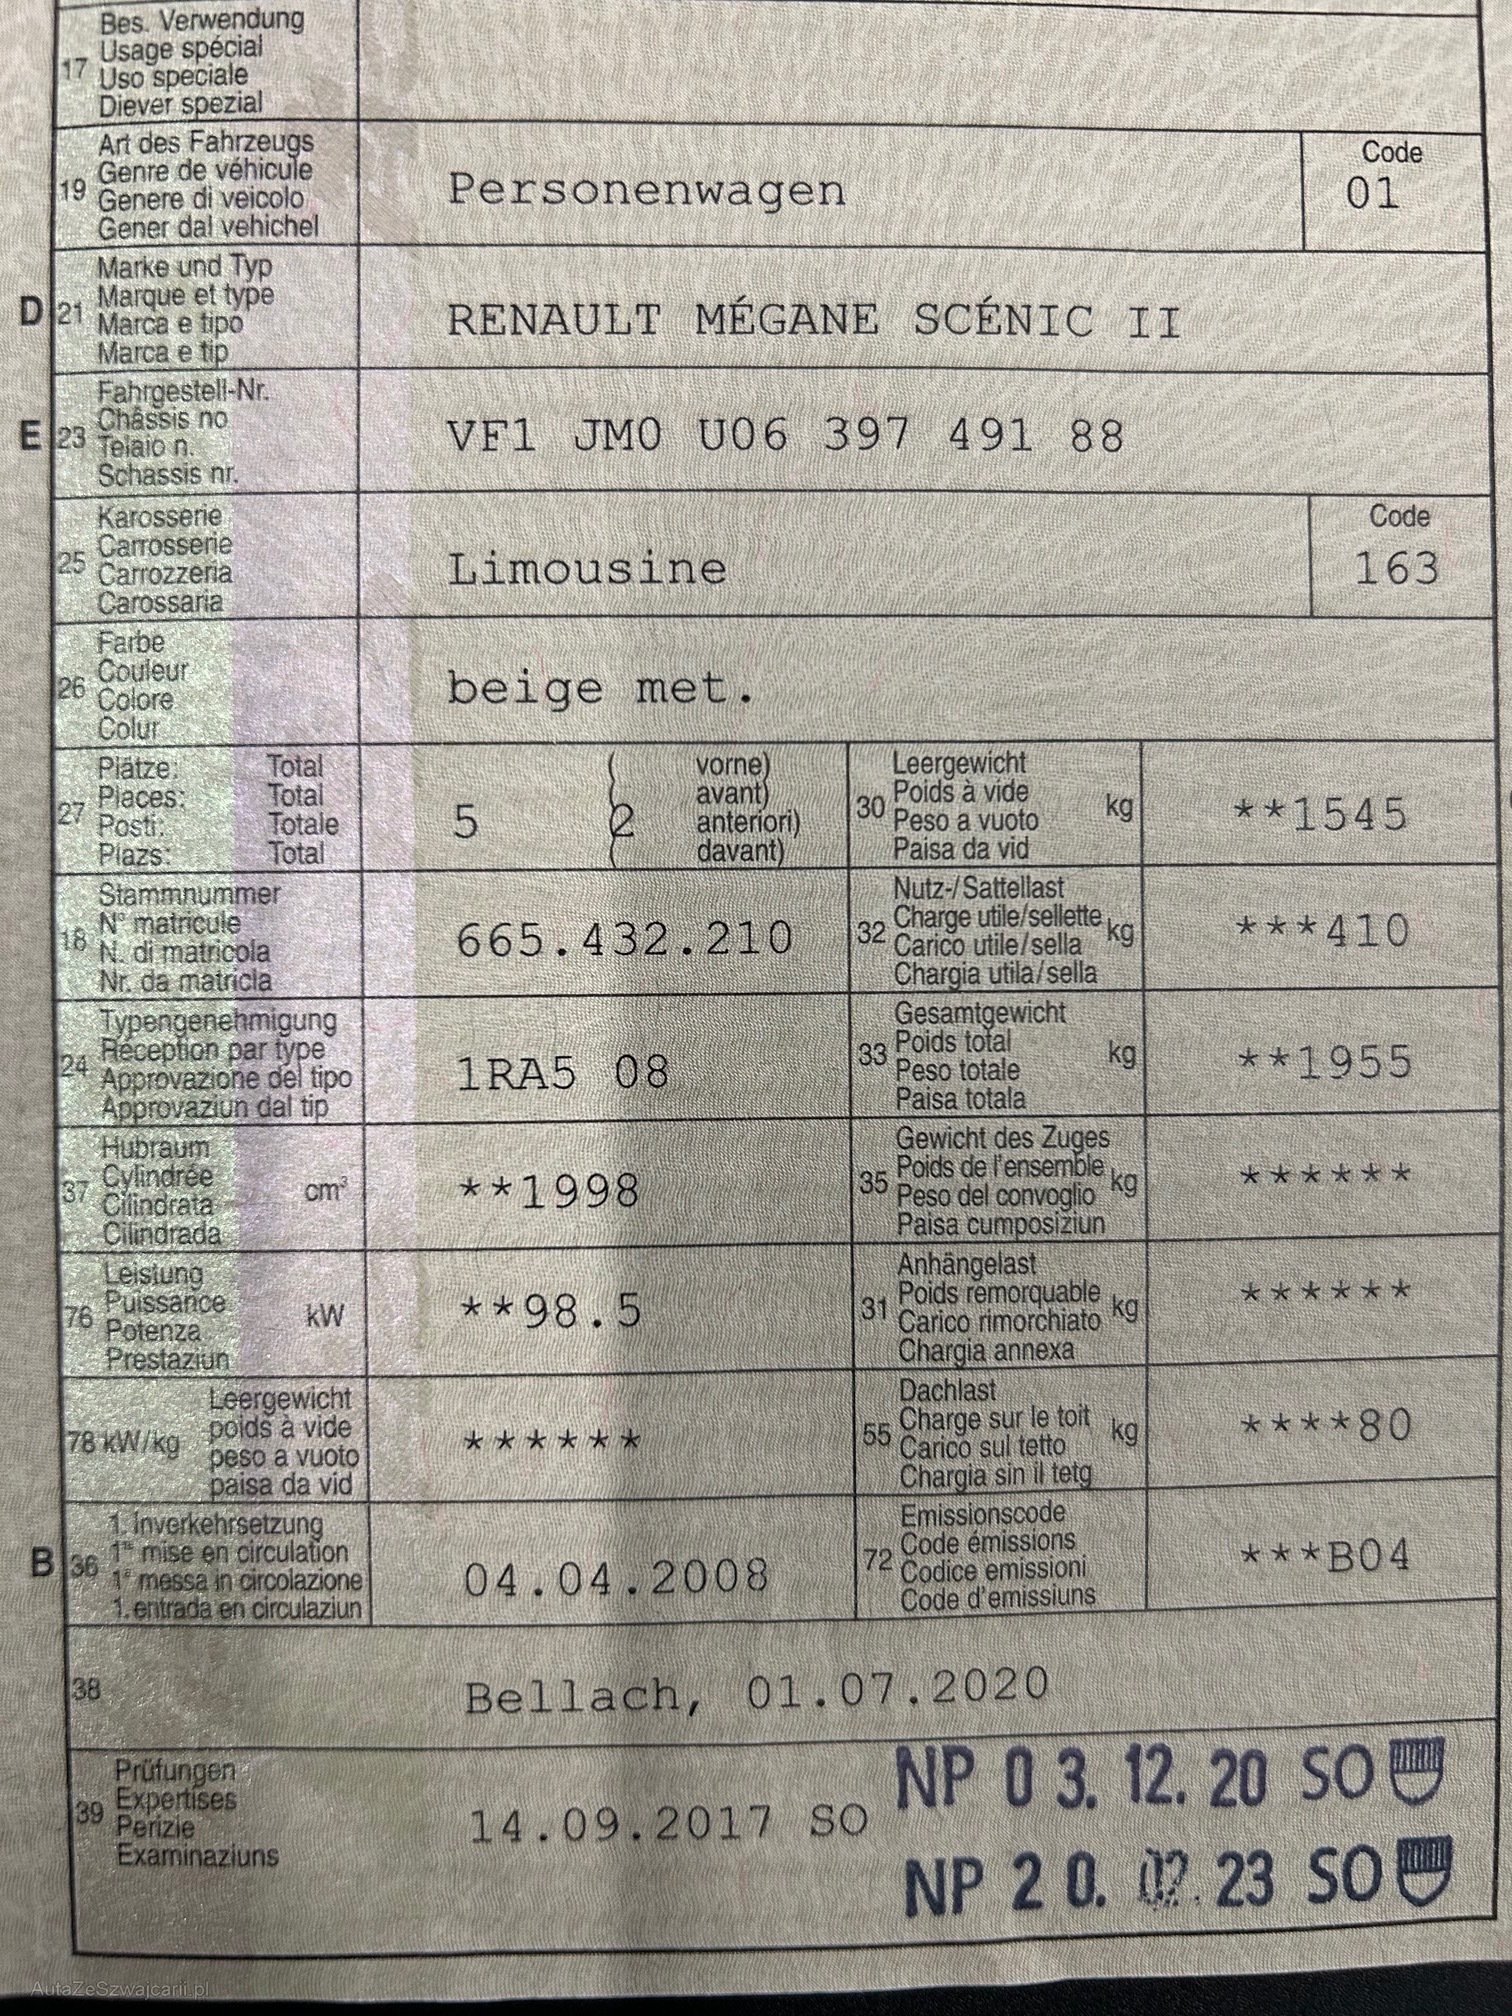 17 Bes. Verwendung
Usage spécial
Uso speciale
Diever spezial
19 Art des Fahrzeugs
Genre de véhicule
Genere di veicolo
Gener dal vehichel
Personenwagen
Code
01
D 21 Marke und Typ
Marque et type
Marca e tipo
Marca e tip
RENAULT MÉGANE SCÉNIC II
E 23 Fahrgestell-Nr.
Châssis no
Telaio n.
Schassis nr.
VF1 JM0 U06 397 491 88
25 Karosserie
Carrosserie
Carrozzeria
Carossaria
Limousine
Code
163
26 Farbe
Couleur
Colore
Colur
beige met.
27 Plätze: Total
Places: Total
Posti: Totale
Plazs: Total
5 (2 vorne)
avant)
anteriori)
davant)
30 Leergewicht
Poids à vide
Peso a vuoto
Paisa da vid
kg
**1545
18 Stammnummer
N° matricule
N. di matricola
Nr. da matricla
665.432.210
32 Nutz-/Sattellast
Charge utile/sellette
Carico utile/sella
Chargia utila/sella
kg
***410
24 Typengenehmigung
Réception par type
Approvazione del tipo
Approvaziun dal tip
1RA5 08
33 Gesamtgewicht
Poids total
Peso totale
Paisa totala
kg
**1955
37 Hubraum
Cylindrée
Cilindrata
Cilindrada
cm³
**1998
35 Gewicht des Zuges
Poids de l'ensemble
Peso del convoglio
Paisa cumposiziun
kg
******
76 Leistung
Puissance
Potenza
Prestaziun
kW
**98.5
31 Anhängelast
Poids remorquable
Carico rimorchiato
Chargia annexa
kg
******
78 kW/kg
Leergewicht
poids à vide
peso a vuoto
paisa da vid
******
55 Dachlast
Charge sur le toit
Carico sul tetto
Chargia sin il tetg
kg
****80
B 36 1. Inverkehrsetzung
1re mise en circulation
1a messa in circolazione
1. entrada en circulaziun
04.04.2008
72 Emissionscode
Code émissions
Codice emissioni
Code d'emissiuns
***B04
38 Bellach, 01.07.2020
39 Prüfungen
Expertises
Perizie
Examinaziuns
14.09.2017 SO
NP 03.12.20 SO
NP 20.02.23 SO
AutaZeSzwajcarii.pl